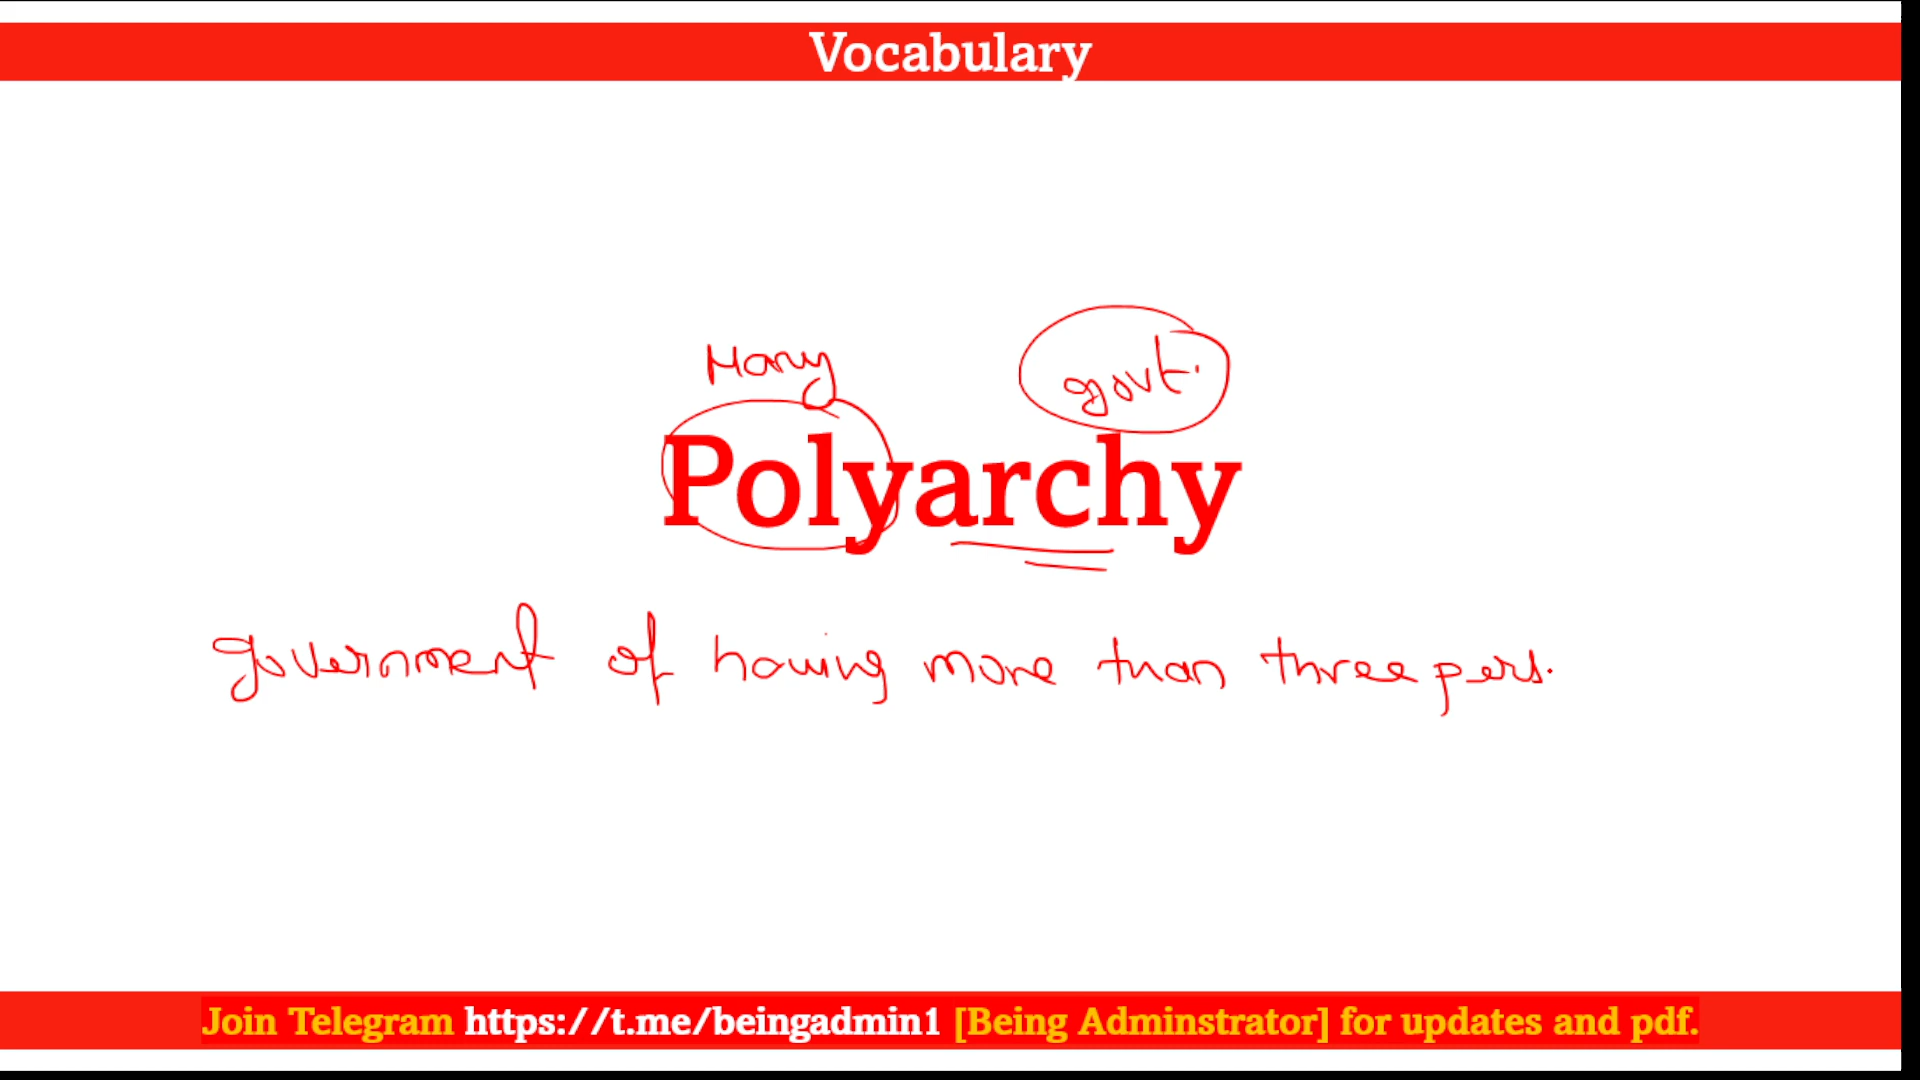 Vocabulary
Many govt.
Polyarchy
government of having more than three pers.
Join Telegram https://t.me/beingadmin1 [Being Adminstrator] for updates and pdf.